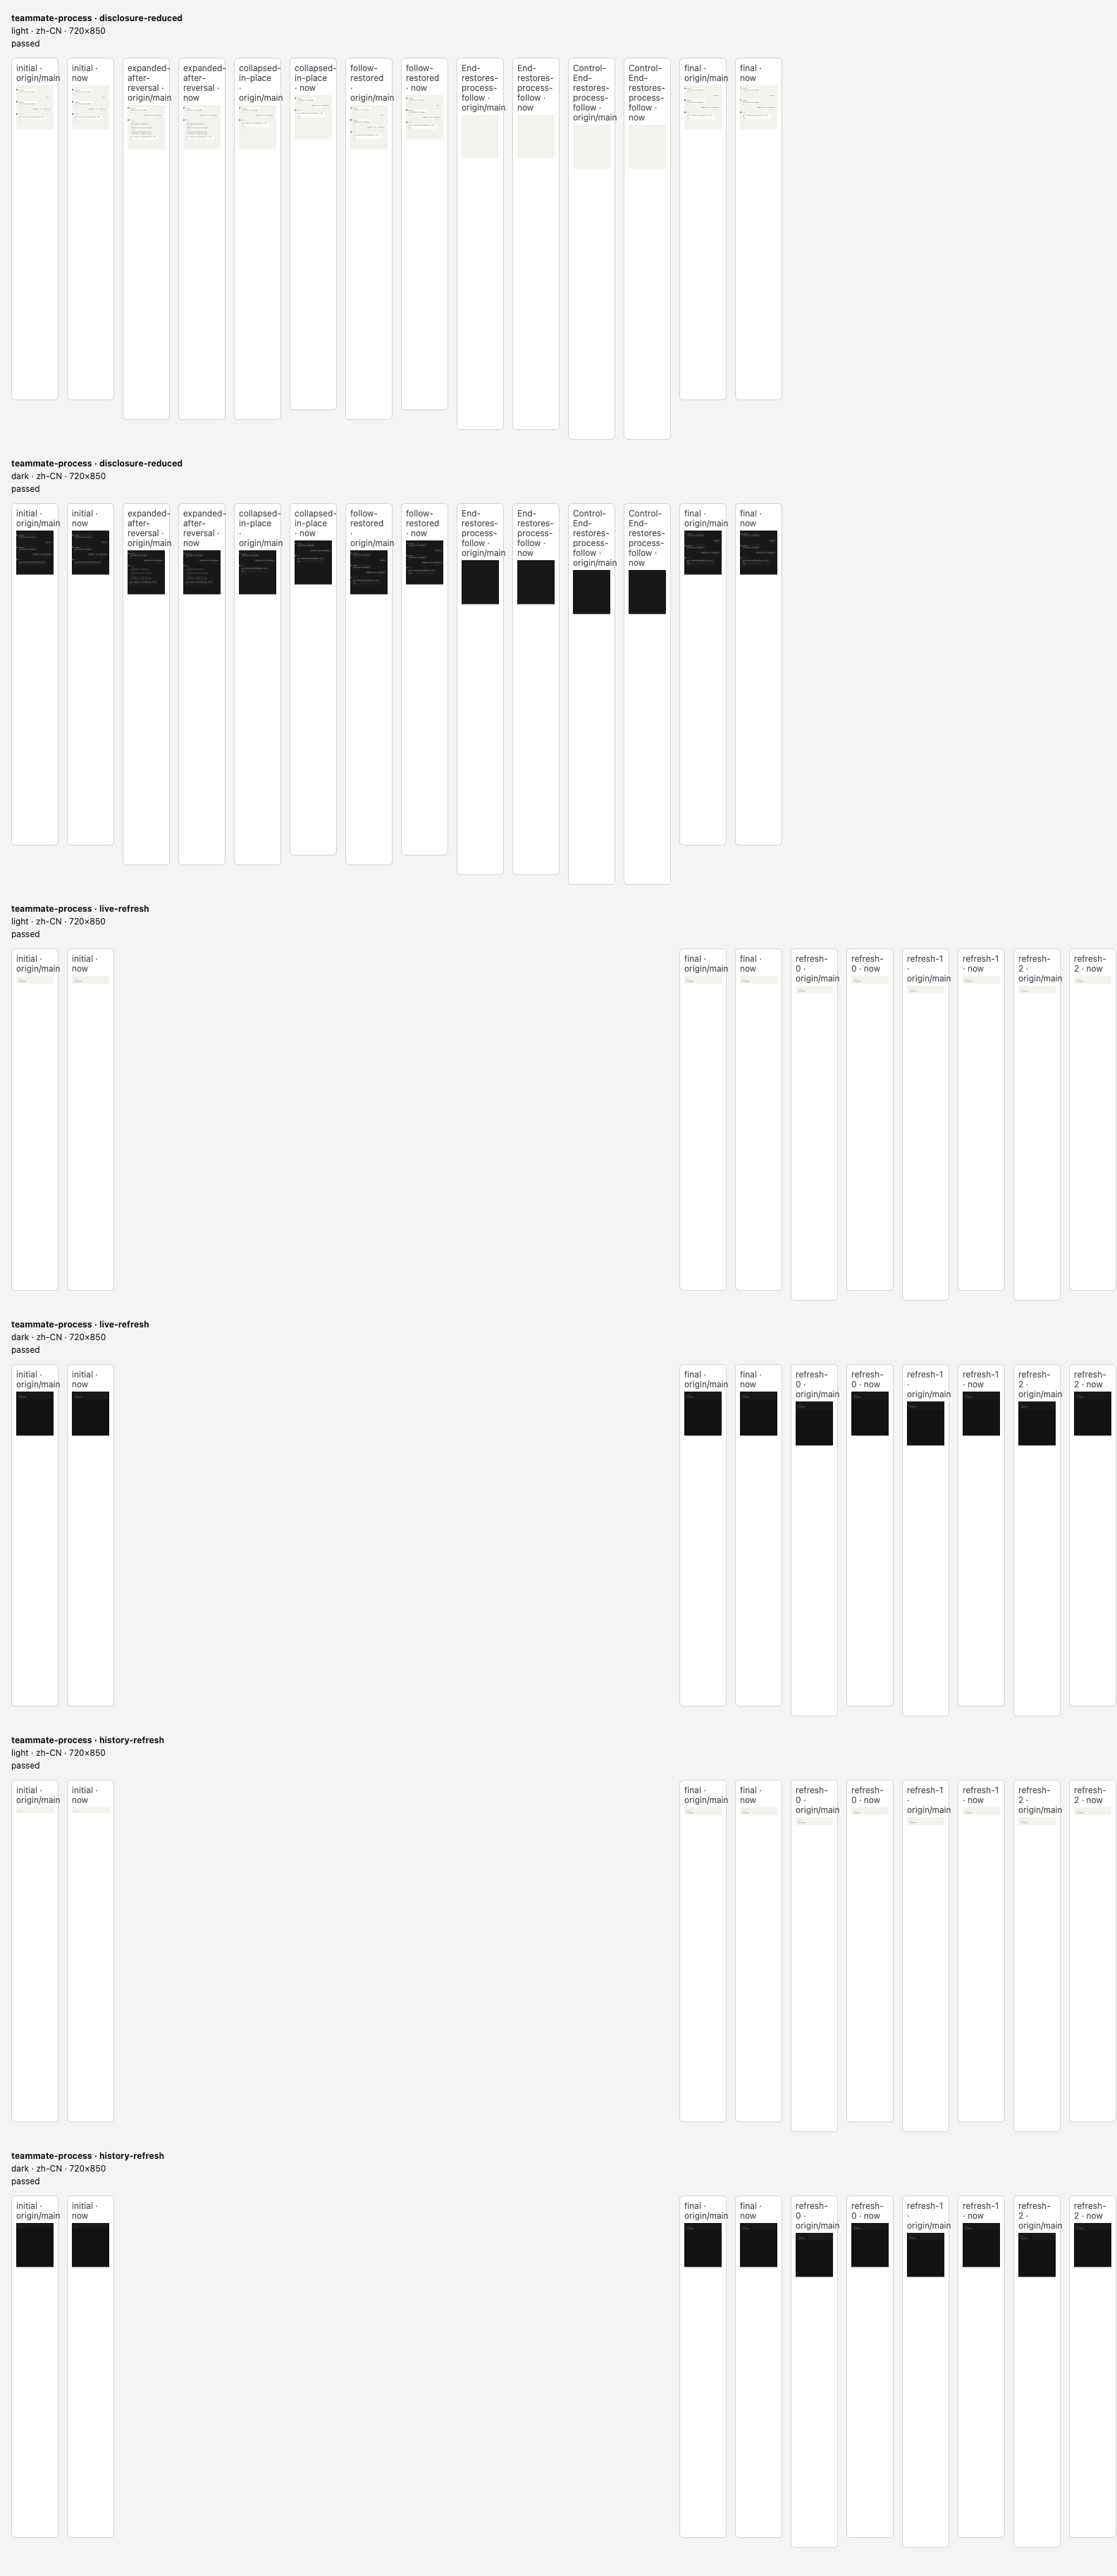 teammate-process · disclosure-reduced
light · zh-CN · 720×850
passed
initial ·
origin/main
initial ·
now
expanded-
after-
reversal ·
origin/main
expanded-
after-
reversal ·
now
collapsed-
in-place
·
origin/main
collapsed-
in-place
· now
follow-
restored
·
origin/main
follow-
restored
· now
End-
restores-
process-
follow ·
origin/main
End-
restores-
process-
follow ·
now
Control-
End-
restores-
process-
follow ·
origin/main
Control-
End-
restores-
process-
follow ·
now
final ·
origin/main
final ·
now
teammate-process · disclosure-reduced
dark · zh-CN · 720×850
passed
initial ·
origin/main
initial ·
now
expanded-
after-
reversal ·
origin/main
expanded-
after-
reversal ·
now
collapsed-
in-place
·
origin/main
collapsed-
in-place
· now
follow-
restored
·
origin/main
follow-
restored
· now
End-
restores-
process-
follow ·
origin/main
End-
restores-
process-
follow ·
now
Control-
End-
restores-
process-
follow ·
origin/main
Control-
End-
restores-
process-
follow ·
now
final ·
origin/main
final ·
now
teammate-process · live-refresh
light · zh-CN · 720×850
passed
initial ·
origin/main
initial ·
now
final ·
origin/main
final ·
now
refresh-
0 ·
origin/main
refresh-
0 · now
refresh-1
·
origin/main
refresh-1
· now
refresh-
2 ·
origin/main
refresh-
2 · now
teammate-process · live-refresh
dark · zh-CN · 720×850
passed
initial ·
origin/main
initial ·
now
final ·
origin/main
final ·
now
refresh-
0 ·
origin/main
refresh-
0 · now
refresh-1
·
origin/main
refresh-1
· now
refresh-
2 ·
origin/main
refresh-
2 · now
teammate-process · history-refresh
light · zh-CN · 720×850
passed
initial ·
origin/main
initial ·
now
final ·
origin/main
final ·
now
refresh-
0 ·
origin/main
refresh-
0 · now
refresh-1
·
origin/main
refresh-1
· now
refresh-
2 ·
origin/main
refresh-
2 · now
teammate-process · history-refresh
dark · zh-CN · 720×850
passed
initial ·
origin/main
initial ·
now
final ·
origin/main
final ·
now
refresh-
0 ·
origin/main
refresh-
0 · now
refresh-1
·
origin/main
refresh-1
· now
refresh-
2 ·
origin/main
refresh-
2 · now